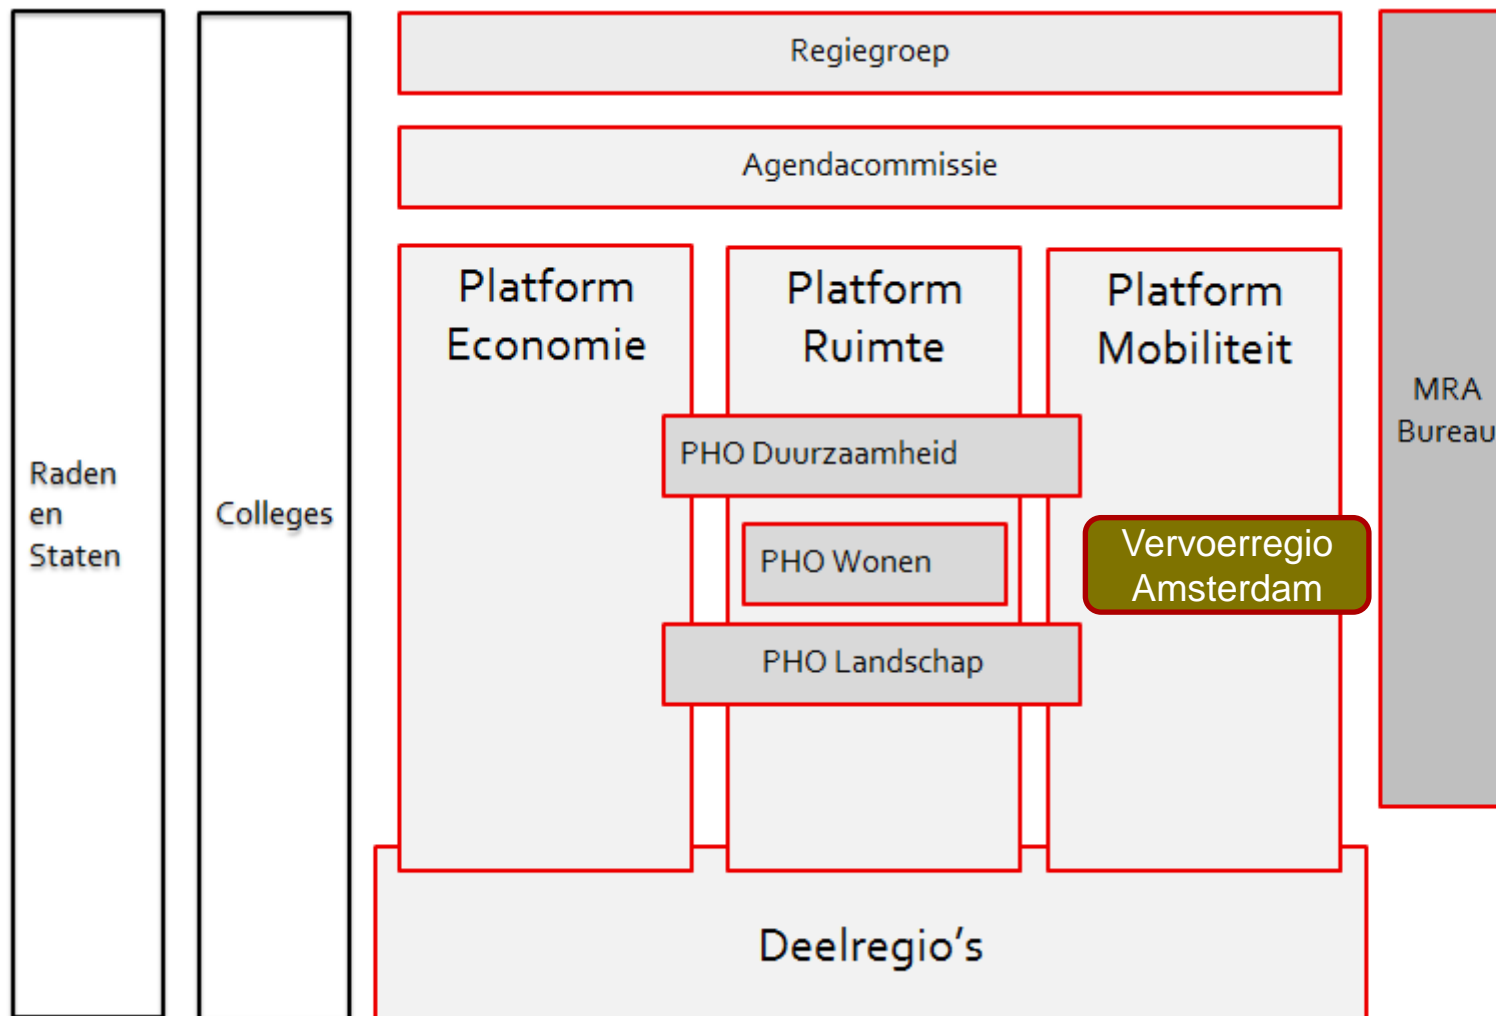 Regiegroep
Agendacommissie
Platform
Economie
Platform
Ruimte
Platform
Mobiliteit
MRA
Bureau
PHO Duurzaamheid
Raden
en
Staten
Colleges
PHO Wonen
Vervoerregio
Amsterdam
PHO Landschap
Deelregio’s